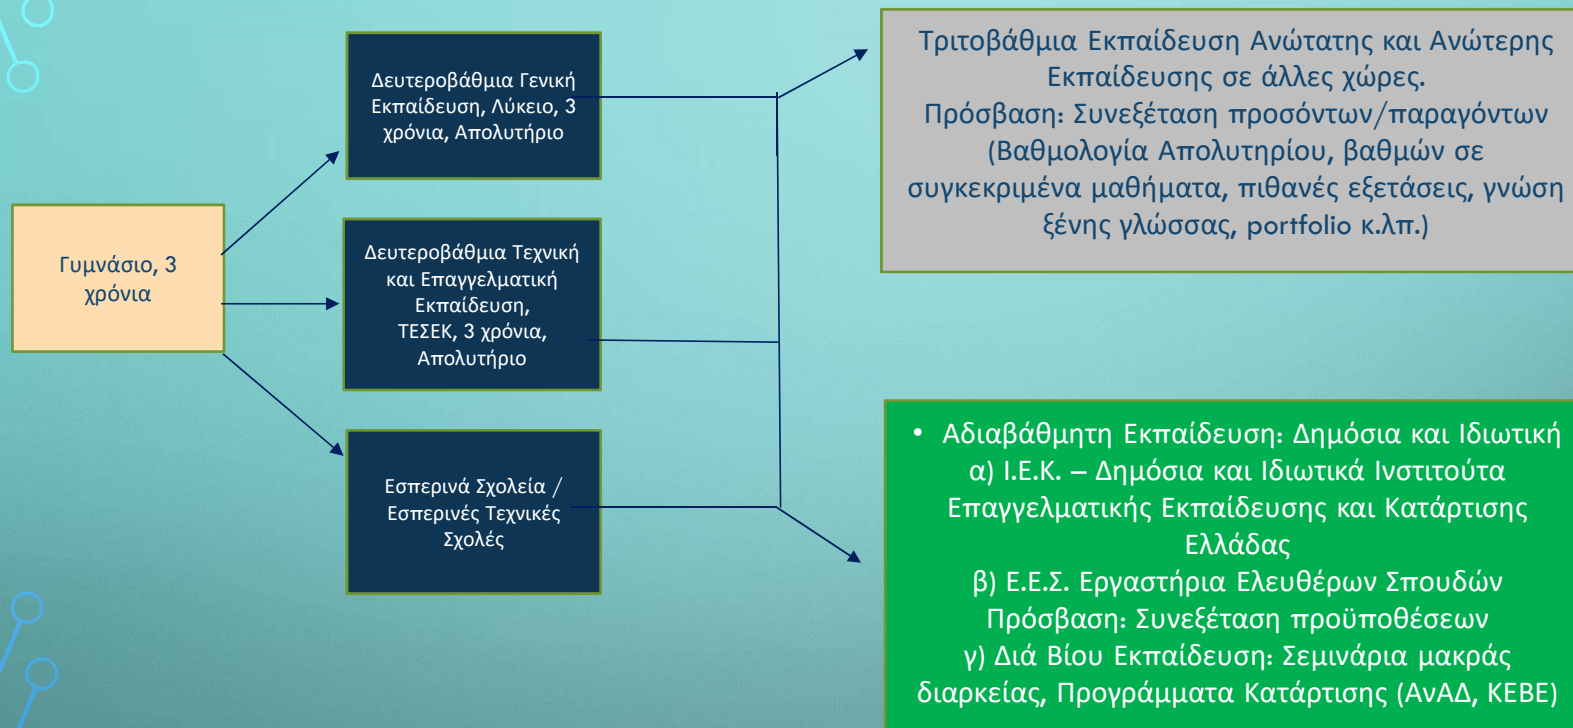 Γυμνάσιο, 3
χρόνια
Δευτεροβάθμια Γενική
Εκπαίδευση, Λύκειο, 3
χρόνια, Απολυτήριο
Δευτεροβάθμια Τεχνική
και Επαγγελματική
Εκπαίδευση,
ΤΕΣΕΚ, 3 χρόνια,
Απολυτήριο
Εσπερινά Σχολεία /
Εσπερινές Τεχνικές
Σχολές
Τριτοβάθμια Εκπαίδευση Ανώτατης και Ανώτερης
Εκπαίδευσης σε άλλες χώρες.
Πρόσβαση: Συνεξέταση προσόντων/παραγόντων
(Βαθμολογία Απολυτηρίου, βαθμών σε
συγκεκριμένα μαθήματα, πιθανές εξετάσεις, γνώση
ξένης γλώσσας, portfolio κ.λπ.)
• Αδιαβάθμητη Εκπαίδευση: Δημόσια και Ιδιωτική
α) Ι.Ε.Κ. – Δημόσια και Ιδιωτικά Ινστιτούτα
Επαγγελματικής Εκπαίδευσης και Κατάρτισης
Ελλάδας
β) Ε.Ε.Σ. Εργαστήρια Ελευθέρων Σπουδών
Πρόσβαση: Συνεξέταση προϋποθέσεων
γ) Διά Βίου Εκπαίδευση: Σεμινάρια μακράς
διαρκείας, Προγράμματα Κατάρτισης (ΑνΑΔ, ΚΕΒΕ)